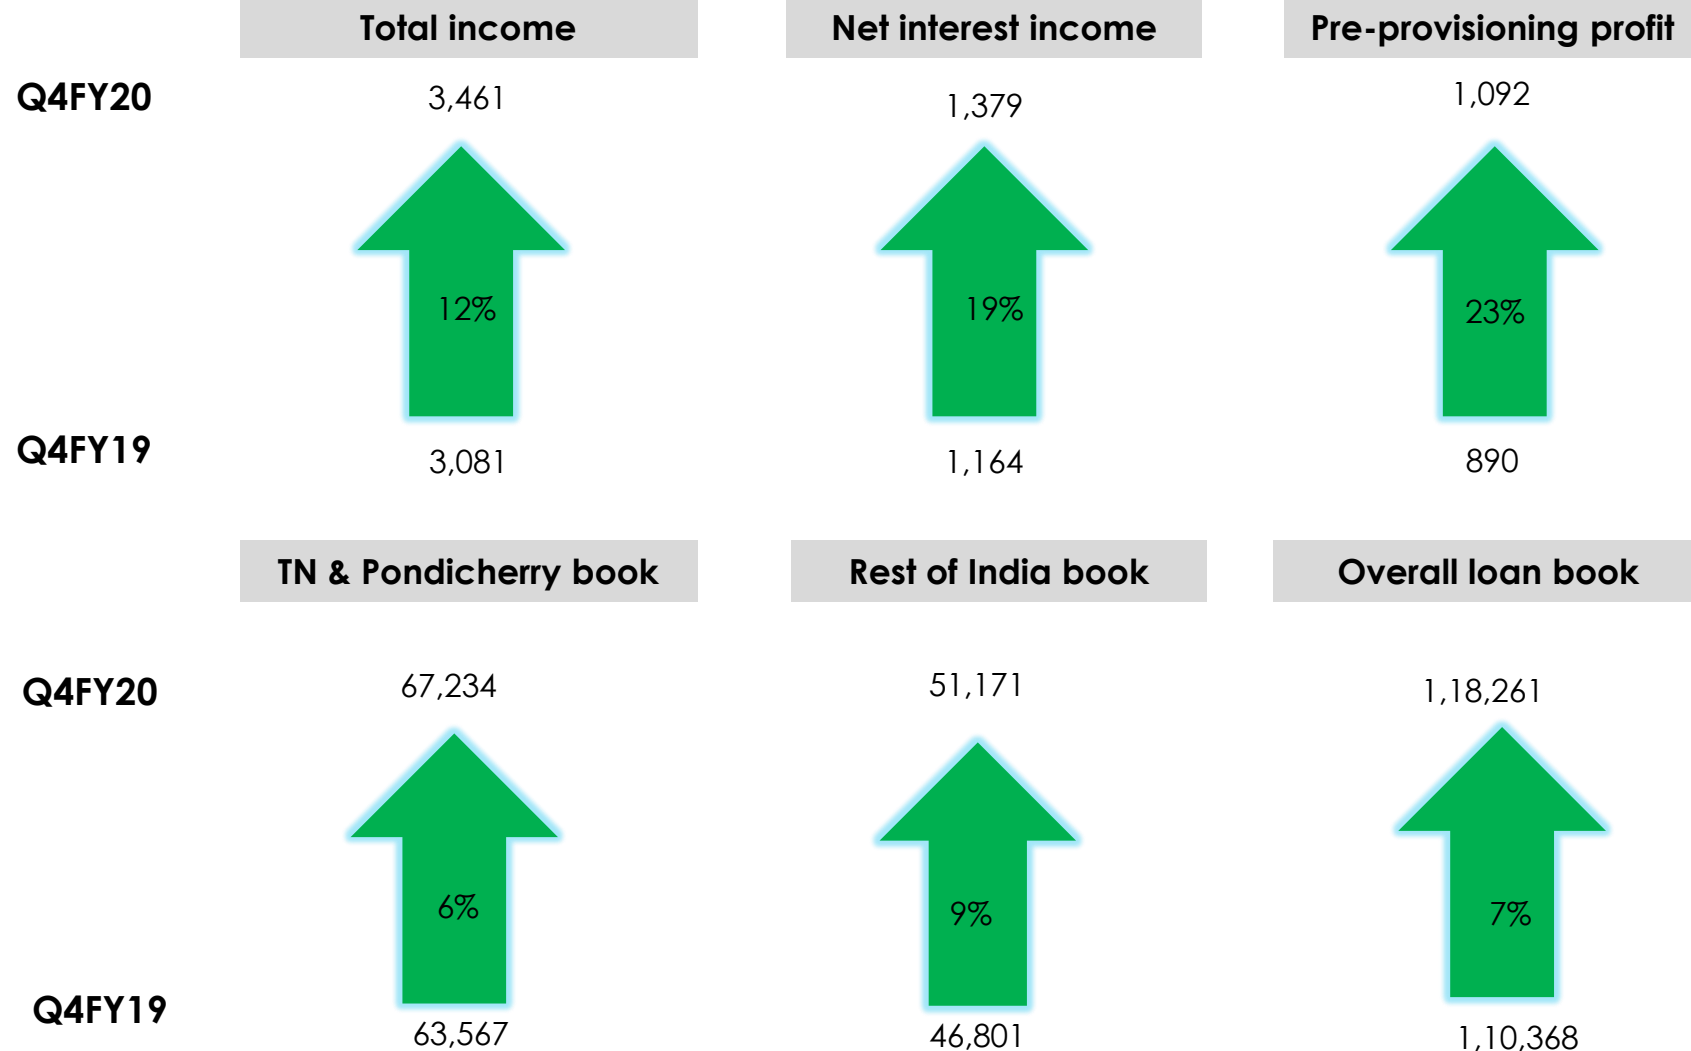 Total income Net interest income Pre-provisioning profit
Q4FY20 3,461 1,379 1,092
12% 19% 23%
Q4FY19 3,081 1,164 890
TN & Pondicherry book Rest of India book Overall loan book
Q4FY20 67,234 51,171 1,18,261
6% 9% 7%
Q4FY19 63,567 46,801 1,10,368